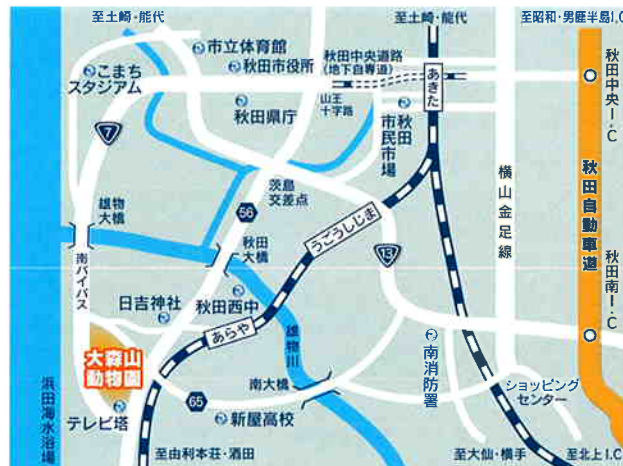 至土崎・能代
至土崎・能代
至昭和・男鹿半島I.C
市立体育館
秋田市役所
秋田中央道路
(地下自専道)
こまち
スタジアム
秋田県庁
山王
十字路
あきた
秋田
市民市場
秋田中央I・C
7
茨島
交差点
横山金足線
秋田自動車道
雄物
大橋
56
秋田
大橋
うごうしじま
13
南バイパス
秋田南I・C
日吉神社
秋田西中
あらや
雄物川
大森山
動物園
南大橋
南消防署
ショッピング
センター
浜田海水浴場
テレビ塔
65
新屋高校
至由利本荘・酒田
至大仙・横手
至北上I.C